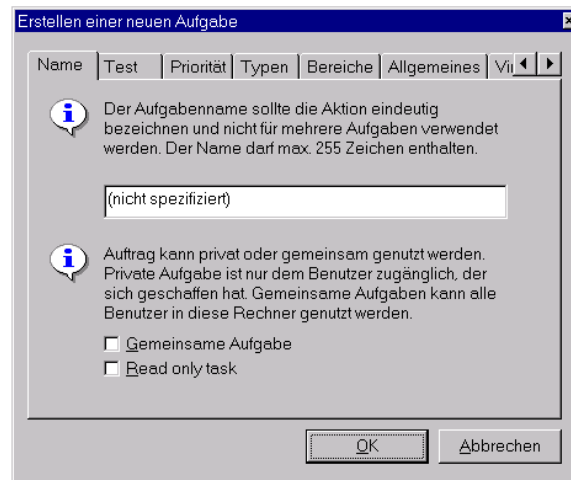 Erstellen einer neuen Aufgabe
Name Test Priorität Typen Bereiche Allgemeines
Der Aufgabenname sollte die Aktion eindeutig
bezeichnen und nicht für mehrere Aufgaben verwendet
werden. Der Name darf max. 255 Zeichen enthalten.
(nicht spezifiziert)
Auftrag kann privat oder gemeinsam genutzt werden.
Private Aufgabe ist nur dem Benutzer zugänglich, der
sich geschaffen hat. Gemeinsame Aufgaben kann alle
Benutzer in diese Rechner genutzt werden.
Gemeinsame Aufgabe
Read only task
OK Abbrechen